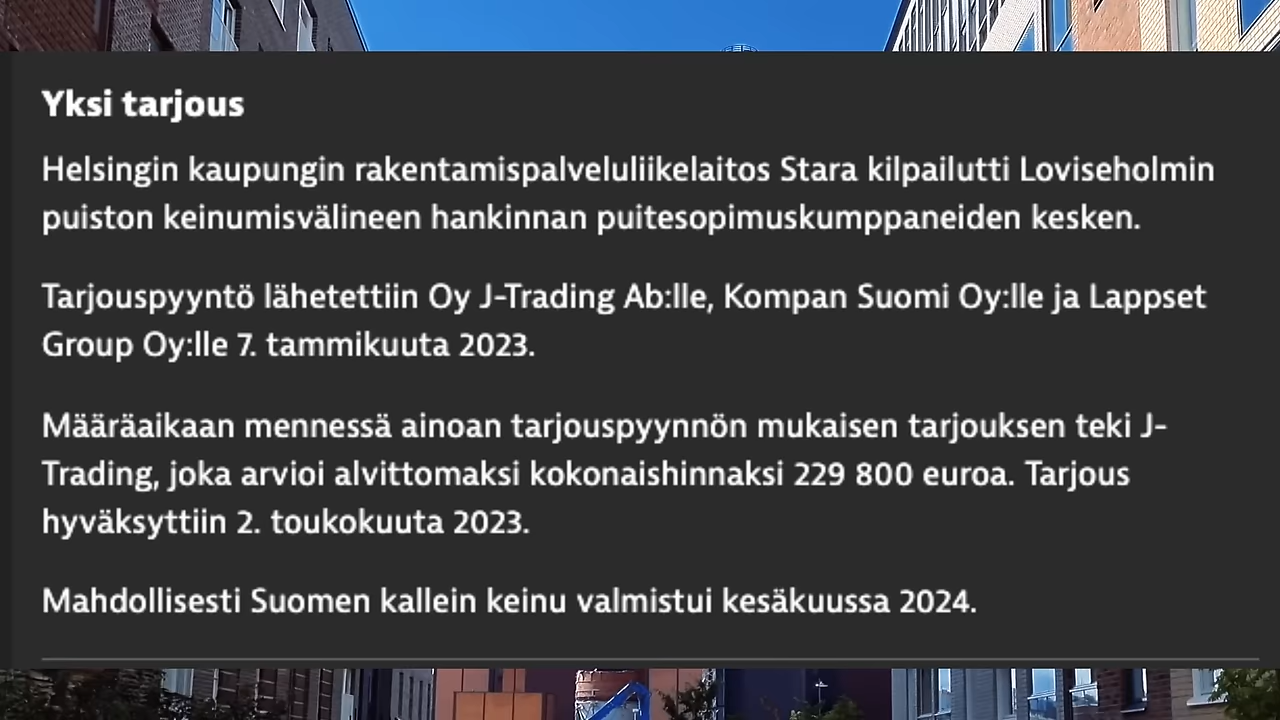 Yksi tarjous
Helsingin kaupungin rakentamispalveluliikelaitos Stara kilpailutti Loviseholmin
puiston keinumisvälineen hankinnan puitesopimuskumppaneiden kesken.
Tarjouspyyntö lähetettiin Oy J-Trading Ab:lle, Kompan Suomi Oy:lle ja Lappset
Group Oy:lle 7. tammikuuta 2023.
Määräaikaan mennessä ainoan tarjouspyynnön mukaisen tarjouksen teki J-
Trading, joka arvioi alvittomaksi kokonaishinnaksi 229 800 euroa. Tarjous
hyväksyttiin 2. toukokuuta 2023.
Mahdollisesti Suomen kallein keinu valmistui kesäkuussa 2024.